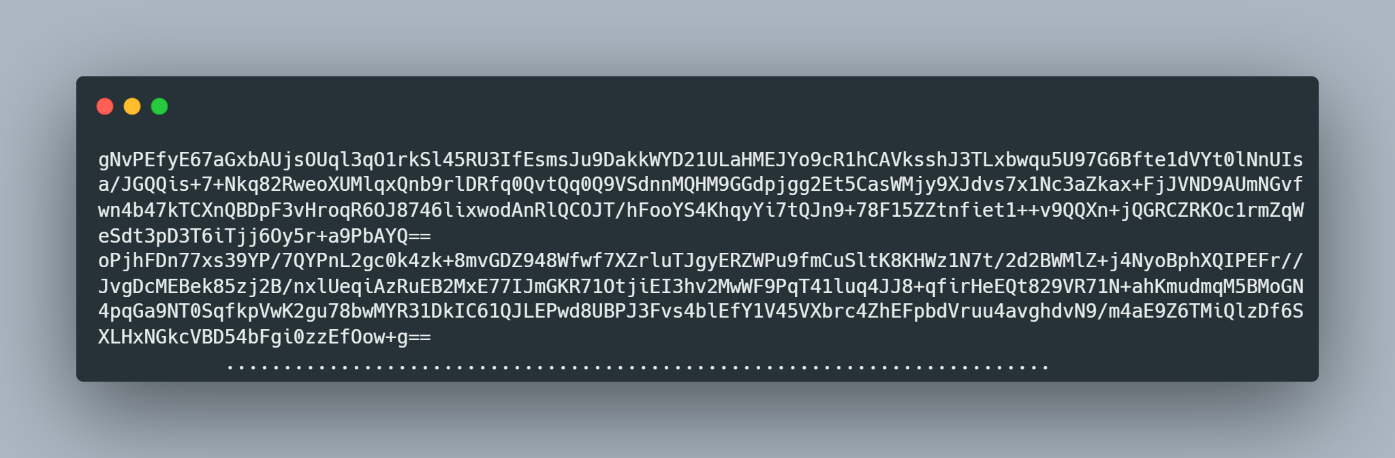 gNvPEfyE67aGxbAUjsOUql3qO1rkSl45RU3IfEsmsJu9DakkWYD21ULaHMEJYo9cR1hCAVksshJ3TLxbwqu5U97G6Bfte1dVYt0lNnUIs
a/JGQQis+7+Nkq82RweoXUMlqxQnb9rlDRfq0QvtQq0Q9VSdnnMQHM9GGdpjgg2Et5CasWMjy9XJdvs7x1Nc3aZkax+FjJVND9AUmNGvf
wn4b47kTCXnQBDpF3vHroqR6OJ8746lixwodAnRlQCOJT/hFooYS4KhqyYi7tQJn9+78F15ZZtnfiet1++v9QQXn+jQGRCZRKOc1rmZqW
eSdt3pD3T6iTjj6Oy5r+a9PbAYQ==
oPjhFDn77xs39YP/7QYPnL2gc0k4zk+8mvGDZ948Wfwf7XZrluTJgyERZWPu9fmCuSltK8KHWz1N7t/2d2BWMlZ+j4NyoBphXQIPEFr//
JvgDcMEBek85zj2B/nxlUeqiAzRuEB2MxE77IJmGKR71OtjiEI3hv2MwWF9PqT41luq4JJ8+qfirHeEQt829VR71N+ahKmudmqM5BMoGN
4pqGa9NT0SqfkpVwK2gu78bwMYR31DkIC61QJLEPwd8UBPJ3Fvs4blEfY1V45VXbrc4ZhEFpbdVruu4avghdvN9/m4aE9Z6TMiQlzDf6S
XLHxNGkcVBD54bFgi0zzEfOow+g==
.........................................................................